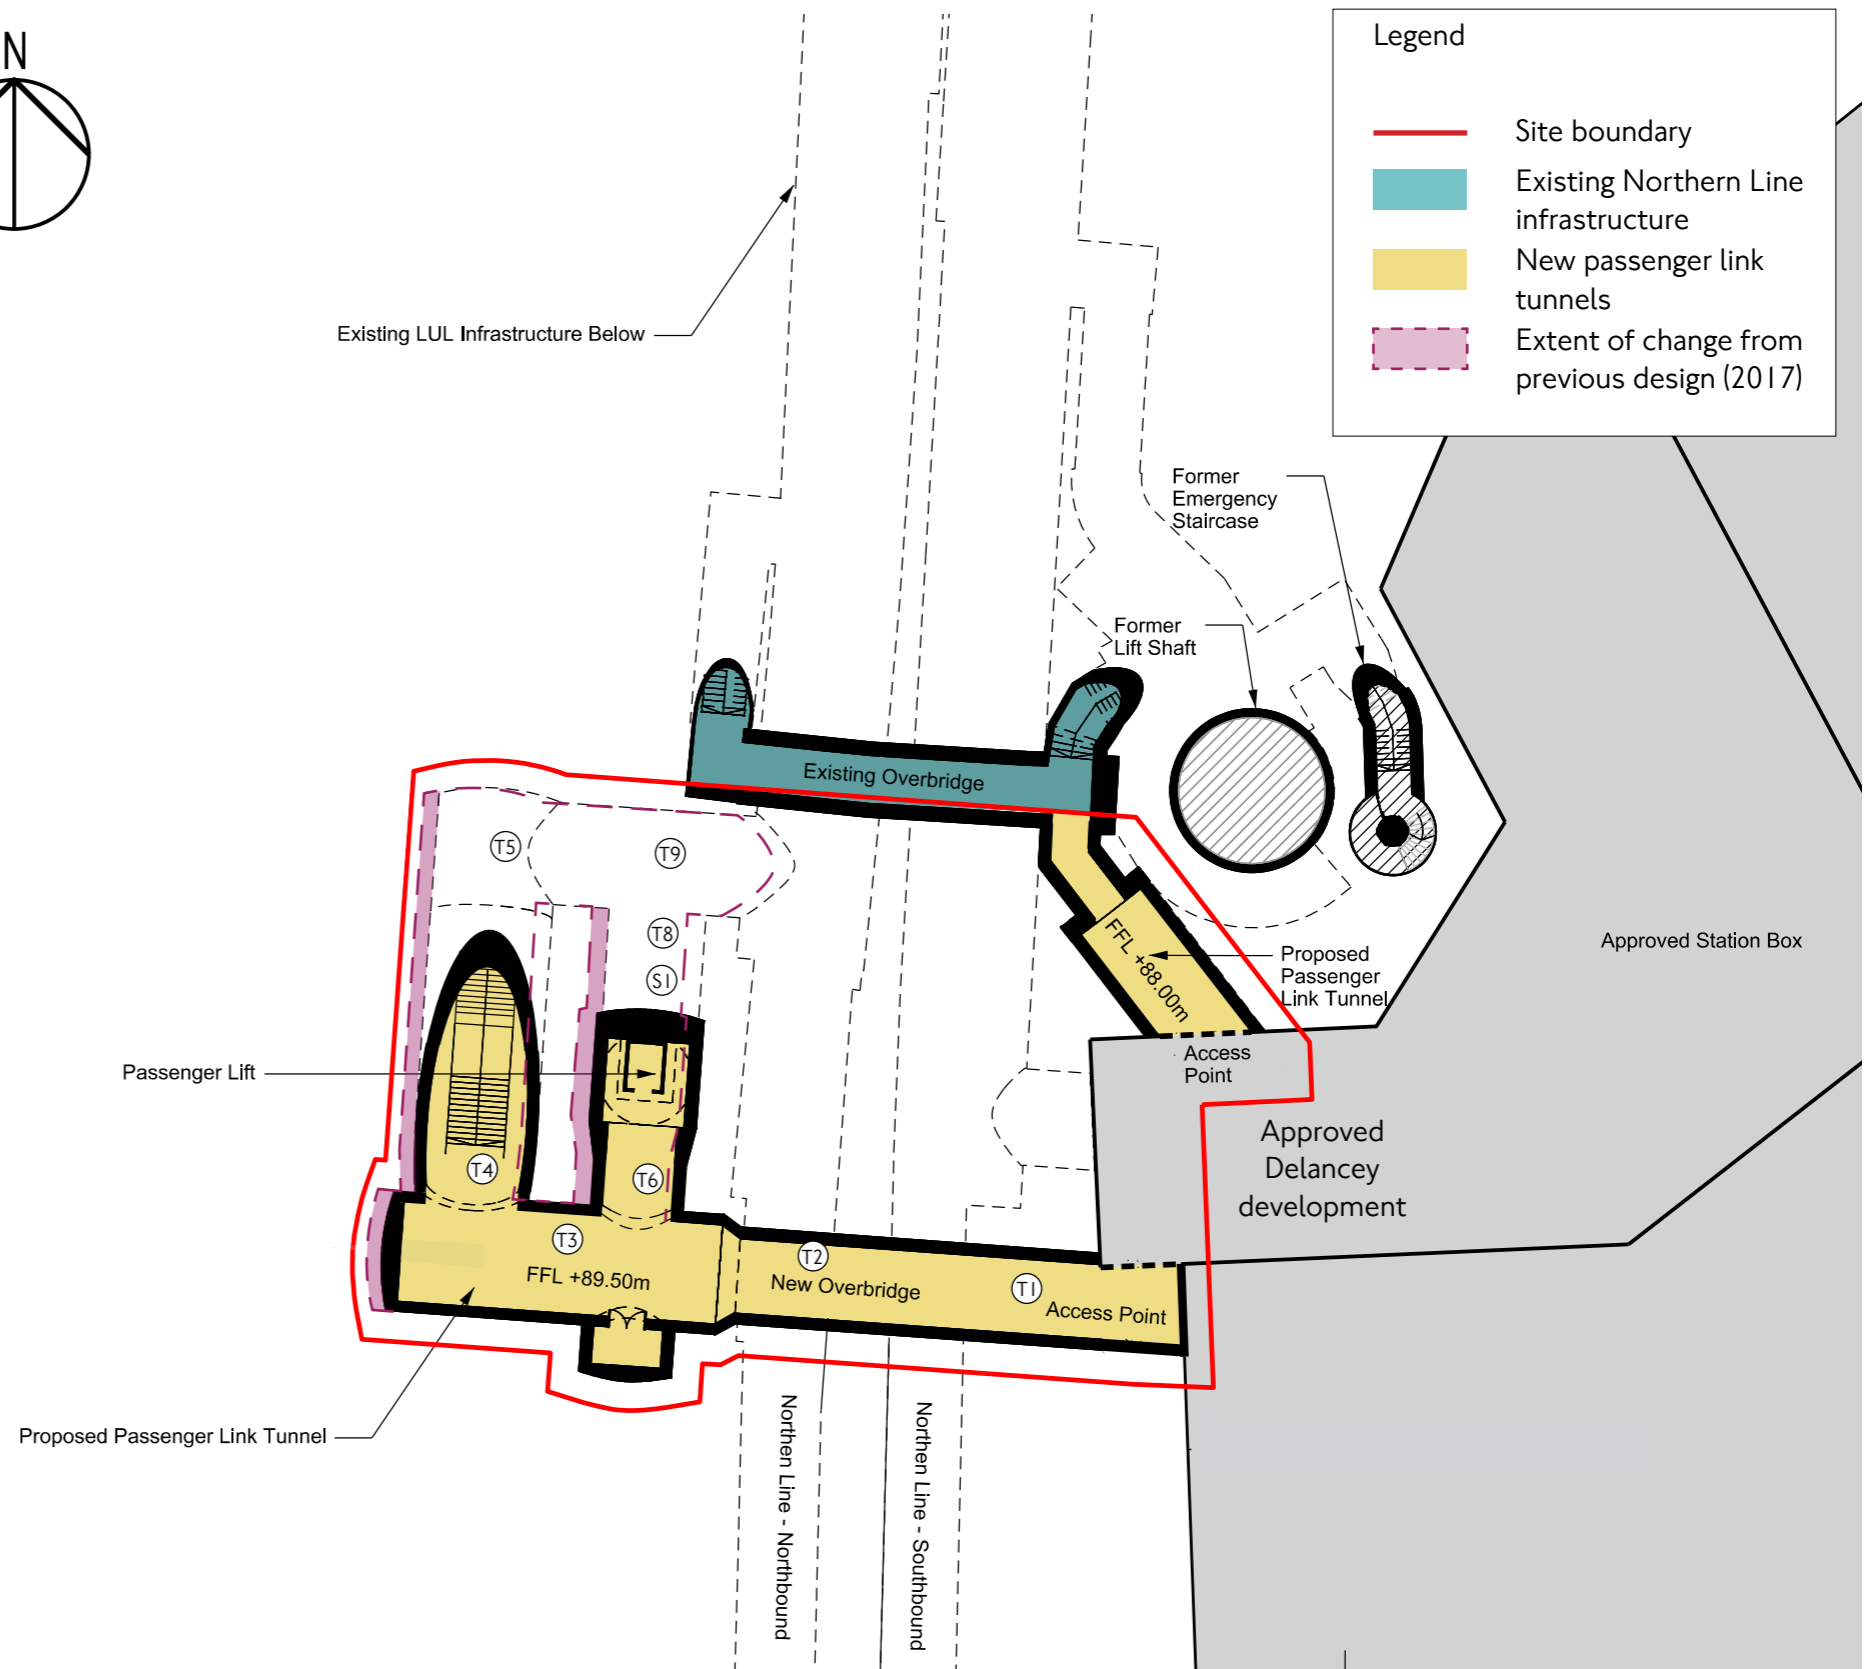 N
Legend
Site boundary
Existing Northern Line
infrastructure
New passenger link
tunnels
Extent of change from
previous design (2017)
Existing LUL Infrastructure Below
Former
Emergency
Staircase
Former
Lift Shaft
Existing Overbridge
T5
T9
T8
S1
FFL +88.00m
Proposed
Passenger
Link Tunnel
Approved Station Box
Access
Point
Passenger Lift
Approved
Delancey
development
T4
T6
T3
FFL +89.50m
T2
New Overbridge
T1
Access Point
Proposed Passenger Link Tunnel
Northen Line - Northbound
Northen Line - Southbound